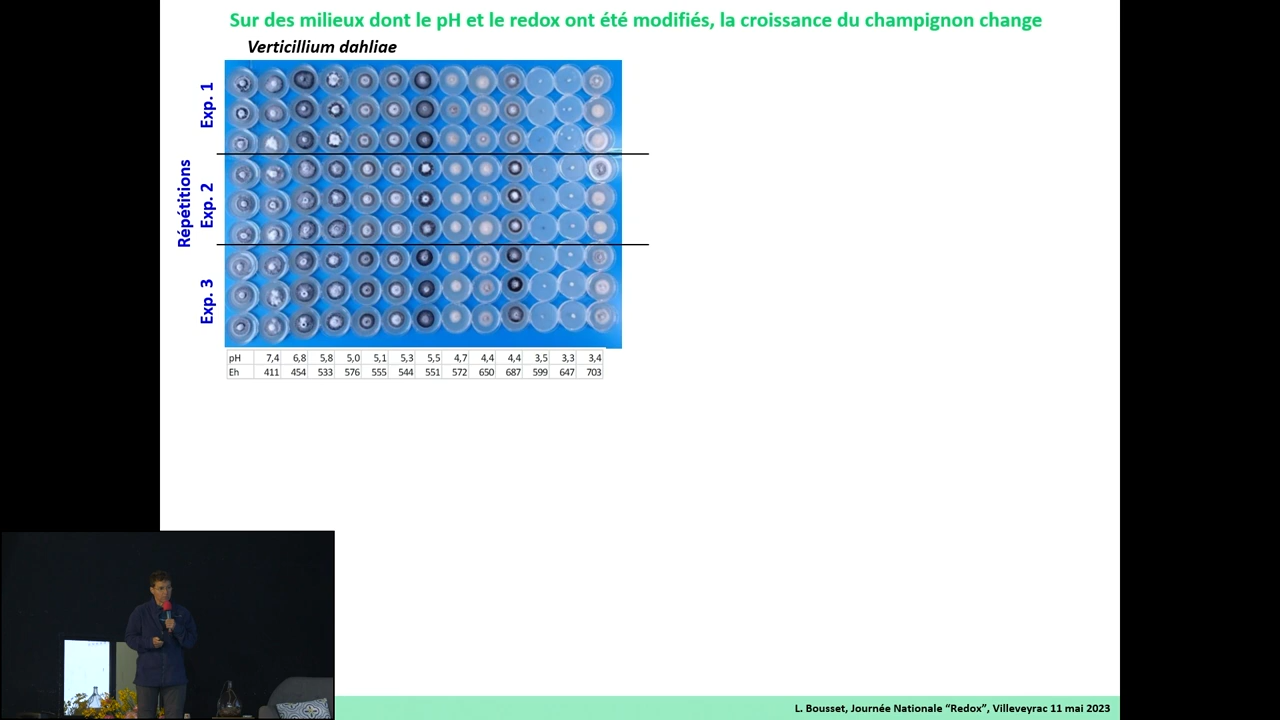 Sur des milieux dont le pH et le redox ont été modifiés, la croissance du champignon change
Verticillium dahliae
Répétitions
Exp. 1
Exp. 2
Exp. 3
pH 7,4 6,8 5,8 5,0 5,1 5,3 5,5 4,7 4,4 4,4 3,5 3,3 3,4
Eh 411 454 533 576 555 544 551 572 650 687 599 647 703
L. Bousset, Journée Nationale “Redox”, Villeveyrac 11 mai 2023